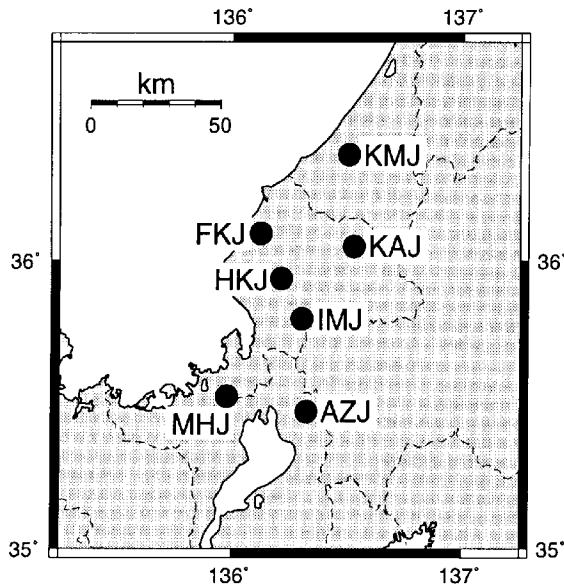 136° 137°
km
0 50
KMJ
FKJ KAJ
36° 36°
HKJ
IMJ
MHJ AZJ
35° 35°
136° 137°